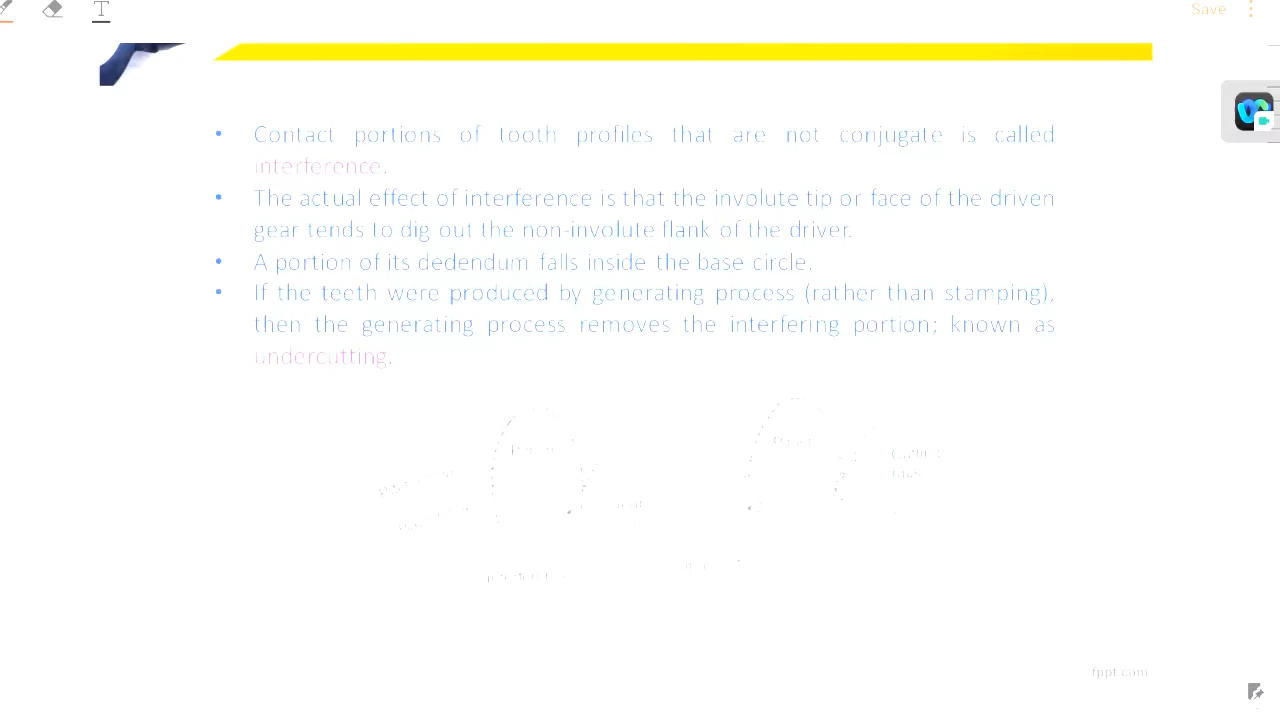 T
Save
• Contact portions of tooth profiles that are not conjugate is called
interference.
• The actual effect of interference is that the involute tip or face of the driven
gear tends to dig out the non-involute flank of the driver.
• A portion of its dedendum falls inside the base circle.
• If the teeth were produced by generating process (rather than stamping),
then the generating process removes the interfering portion; known as
undercutting.
fppt.com